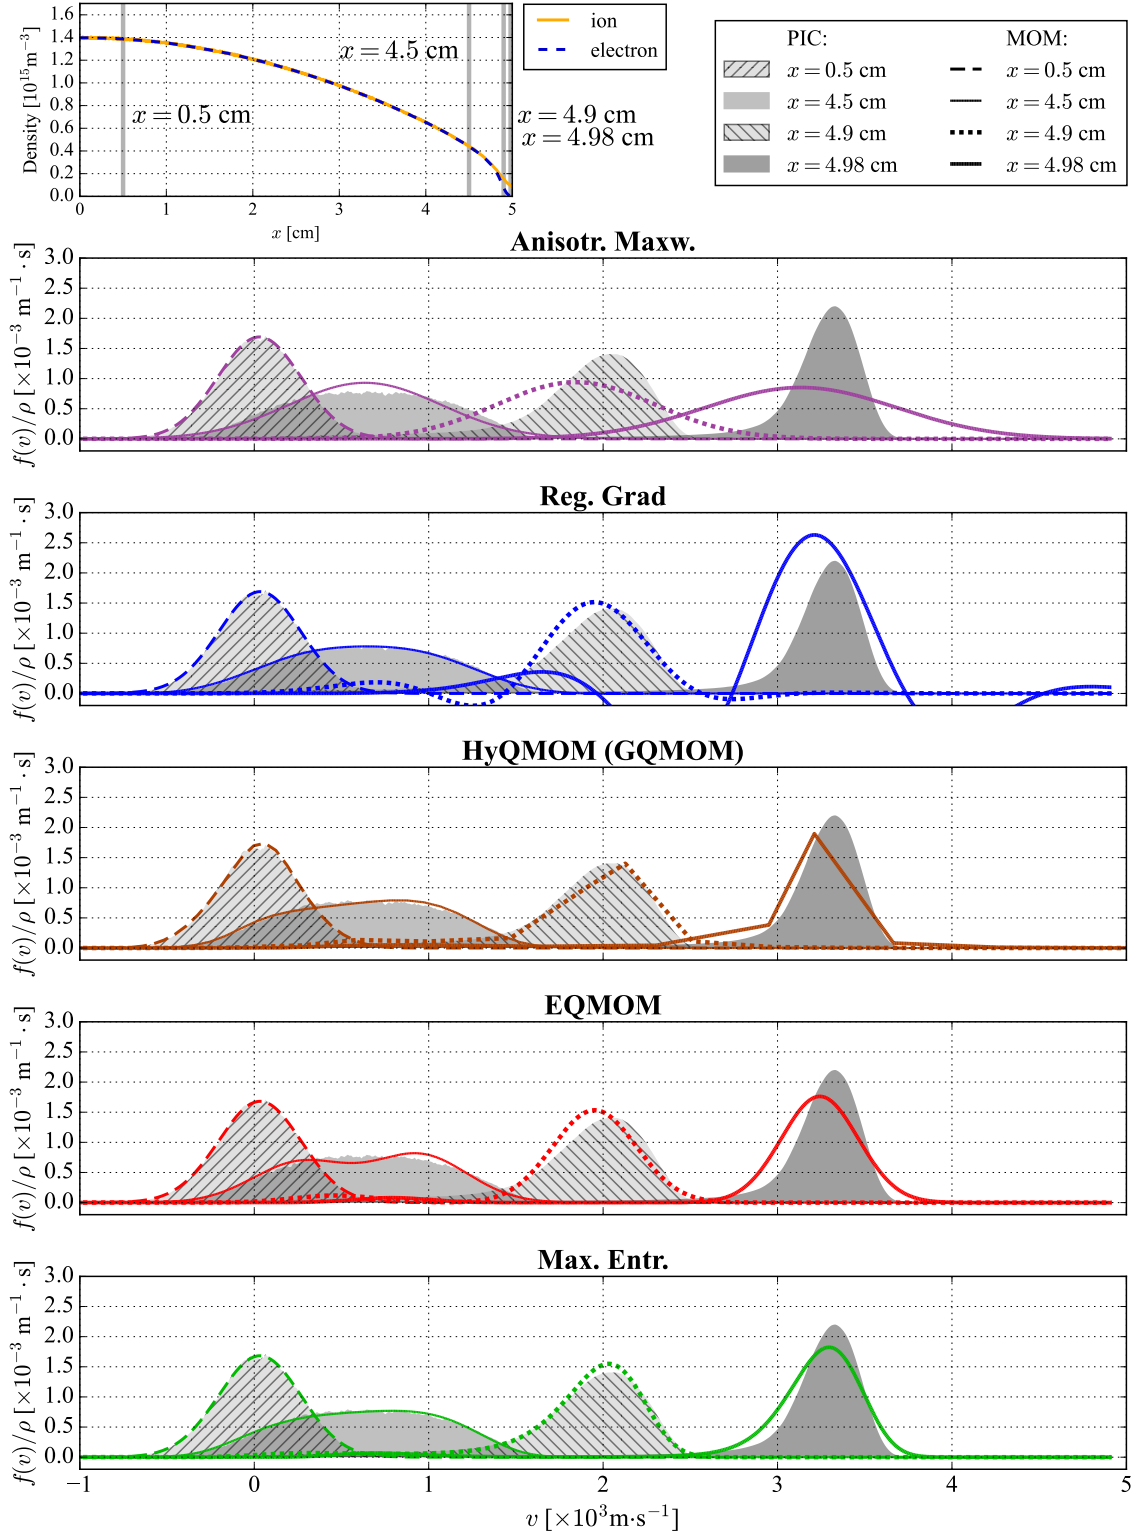 1.6
1.4
1.2
1.0
0.8
0.6
0.4
0.2
0.0
Density [10¹⁵m⁻³]
x = 0.5 cm
x = 4.5 cm
x = 4.9 cm
x = 4.98 cm
0 1 2 3 4 5
x [cm]
ion
electron
PIC: MOM:
x = 0.5 cm x = 0.5 cm
x = 4.5 cm x = 4.5 cm
x = 4.9 cm x = 4.9 cm
x = 4.98 cm x = 4.98 cm
Anisotr. Maxw.
3.0
2.5
2.0
1.5
1.0
0.5
0.0
f(v)/ρ [×10⁻³ m⁻¹ · s]
Reg. Grad
3.0
2.5
2.0
1.5
1.0
0.5
0.0
f(v)/ρ [×10⁻³ m⁻¹ · s]
HyQMOM (GQMOM)
3.0
2.5
2.0
1.5
1.0
0.5
0.0
f(v)/ρ [×10⁻³ m⁻¹ · s]
EQMOM
3.0
2.5
2.0
1.5
1.0
0.5
0.0
f(v)/ρ [×10⁻³ m⁻¹ · s]
Max. Entr.
3.0
2.5
2.0
1.5
1.0
0.5
0.0
f(v)/ρ [×10⁻³ m⁻¹ · s]
−1 0 1 2 3 4 5
v [×10³m·s⁻¹]